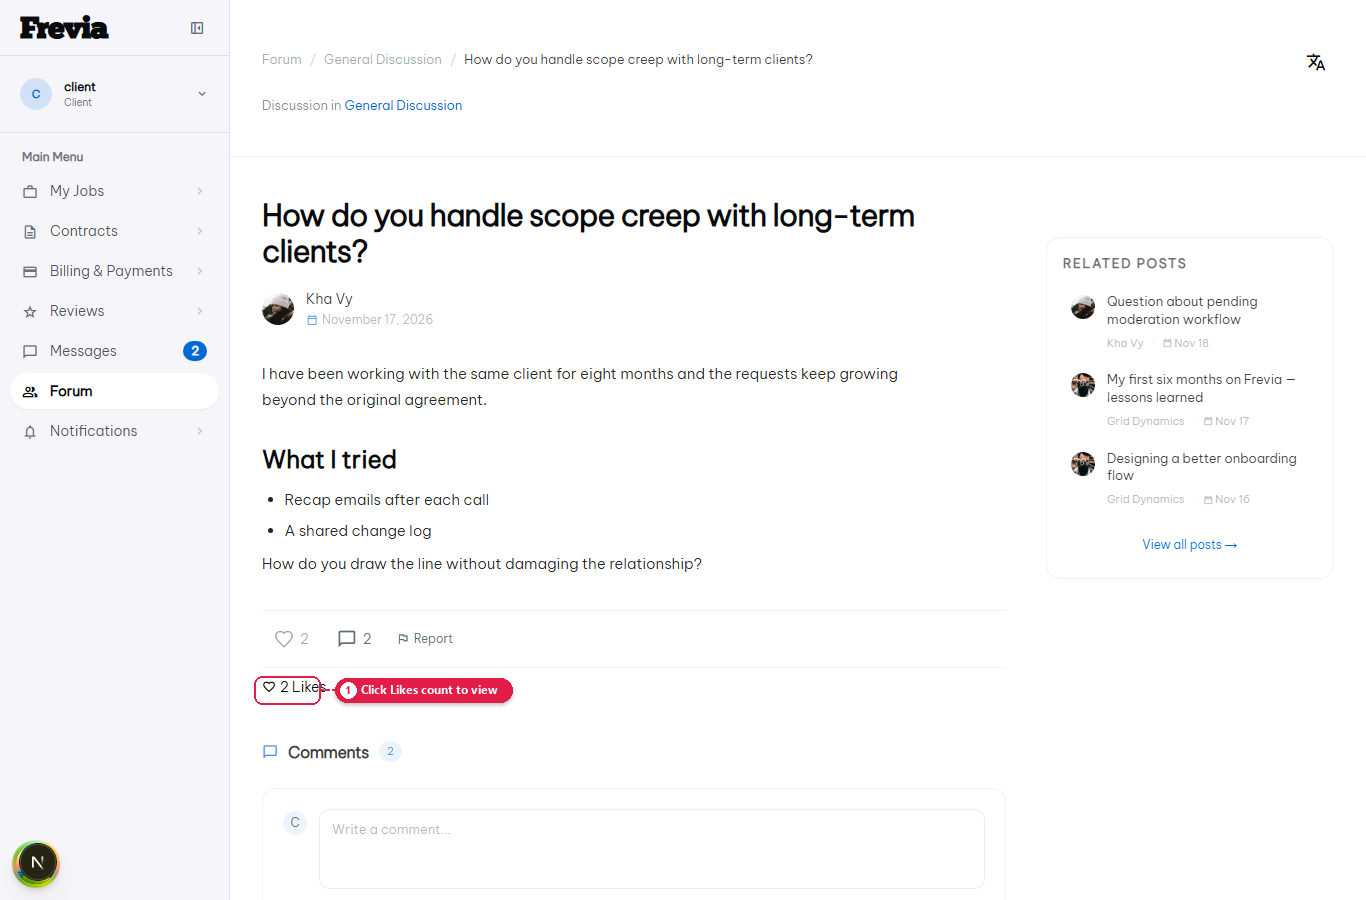 Frevia
C
client
Client
Main Menu
My Jobs
Contracts
Billing & Payments
Reviews
Messages
2
Forum
Notifications
N
Forum / General Discussion / How do you handle scope creep with long-term clients?
Discussion in General Discussion
How do you handle scope creep with long-term
clients?
Kha Vy
November 17, 2026
I have been working with the same client for eight months and the requests keep growing
beyond the original agreement.
What I tried
• Recap emails after each call
• A shared change log
How do you draw the line without damaging the relationship?
2
2
Report
2 Likes
1 Click Likes count to view
Comments 2
C
Write a comment...
RELATED POSTS
Question about pending
moderation workflow
Kha Vy · Nov 18
My first six months on Frevia —
lessons learned
Grid Dynamics · Nov 17
Designing a better onboarding
flow
Grid Dynamics · Nov 16
View all posts →